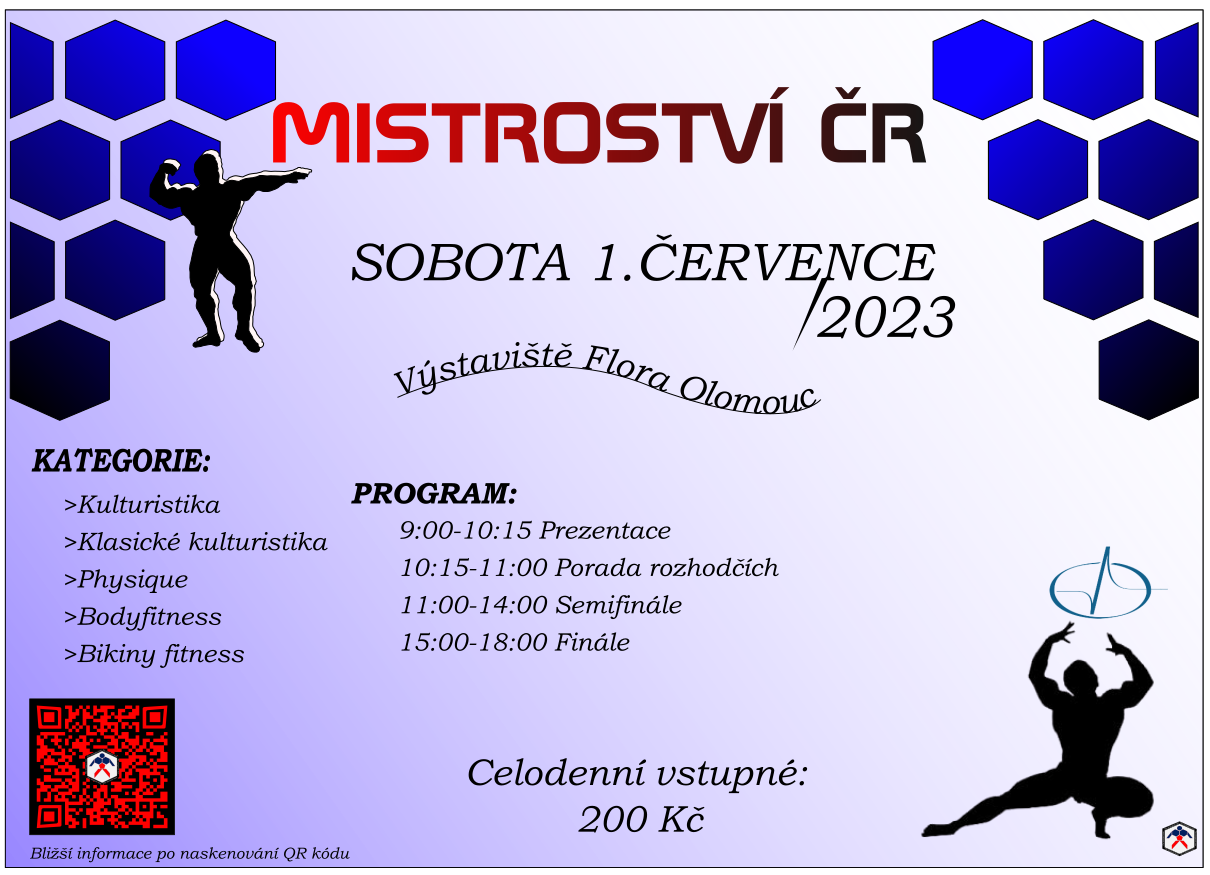 MISTROSTVÍ ČR
SOBOTA 1.ČERVENCE
/2023
Výstaviště Flora Olomouc
KATEGORIE:
>Kulturistika
>Klasické kulturistika
>Physique
>Bodyfitness
>Bikiny fitness
PROGRAM:
9:00-10:15 Prezentace
10:15-11:00 Porada rozhodčích
11:00-14:00 Semifinále
15:00-18:00 Finále
Celodenní vstupné:
200 Kč
Bližší informace po naskenování QR kódu